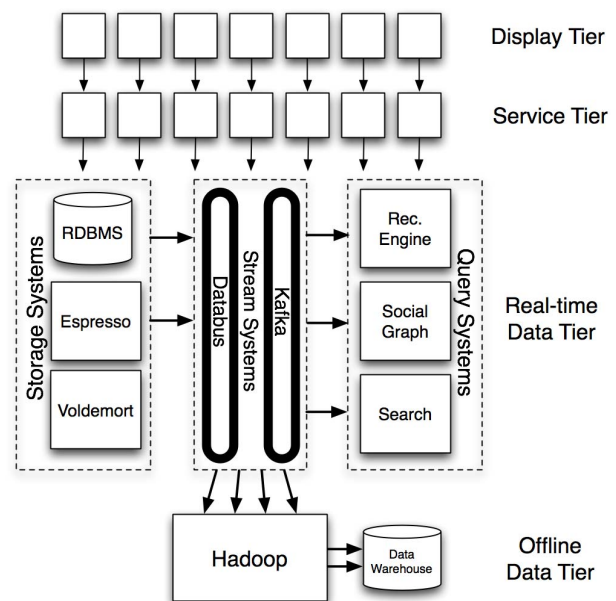 Display Tier
Service Tier
Storage Systems
RDBMS
Espresso
Voldemort
Databus
Stream Systems
Kafka
Rec.
Engine
Social
Graph
Search
Query Systems
Real-time
Data Tier
Hadoop
Data
Warehouse
Offline
Data Tier